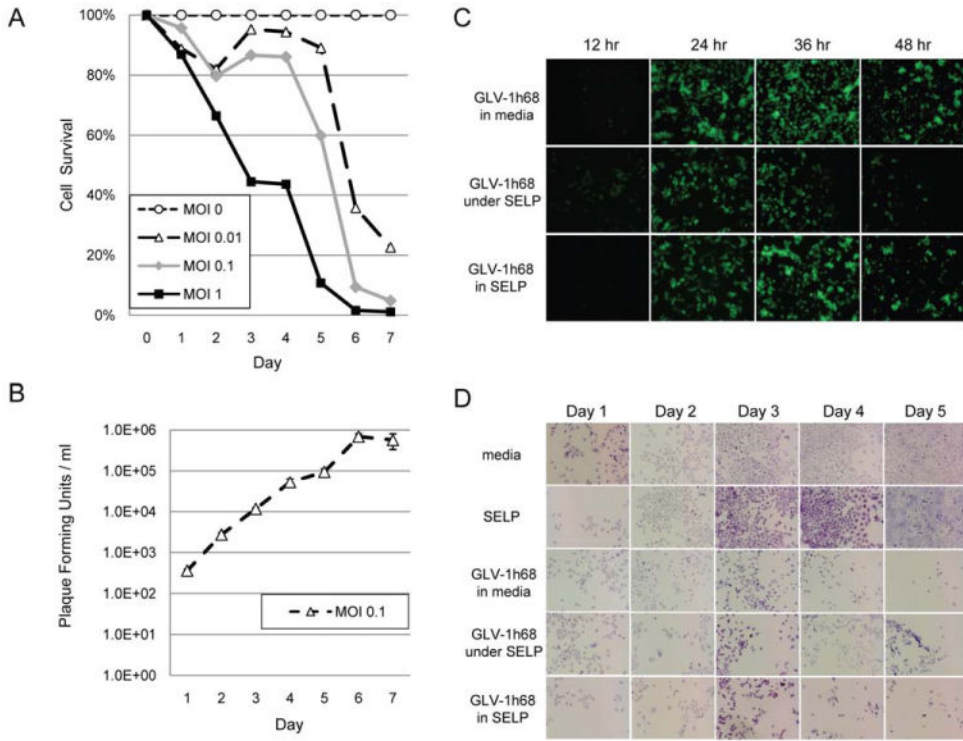 A
100%
80%
60%
40%
20%
0%
Cell Survival
MOI 0
MOI 0.01
MOI 0.1
MOI 1
0 1 2 3 4 5 6 7
Day
B
1.0E+06
1.0E+05
1.0E+04
1.0E+03
1.0E+02
1.0E+01
1.0E+00
Plaque Forming Units / ml
MOI 0.1
1 2 3 4 5 6 7
Day
C
12 hr 24 hr 36 hr 48 hr
GLV-1h68
in media
GLV-1h68
under SELP
GLV-1h68
in SELP
D
Day 1 Day 2 Day 3 Day 4 Day 5
media
SELP
GLV-1h68
in media
GLV-1h68
under SELP
GLV-1h68
in SELP